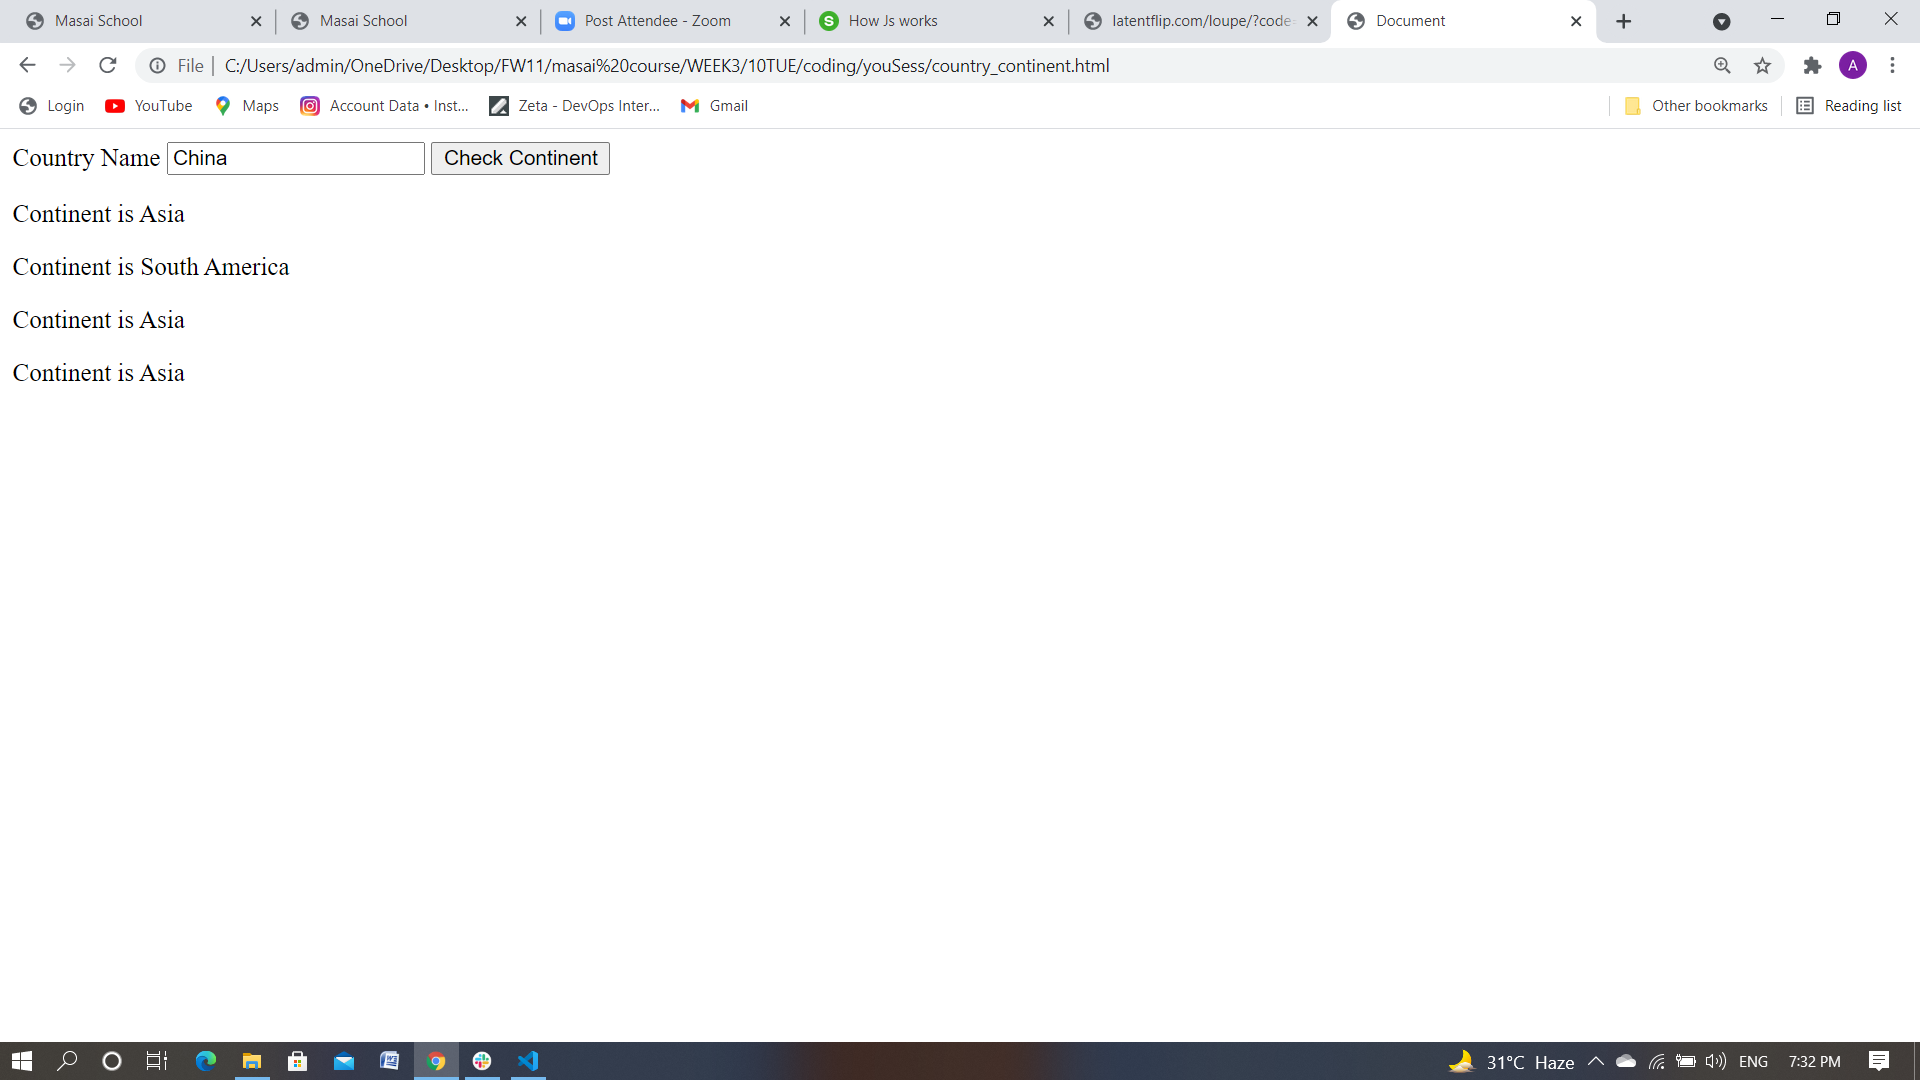 Masai School
Masai School
Post Attendee - Zoom
How Js works
latentflip.com/loupe/?code
Document
File C:/Users/admin/OneDrive/Desktop/FW11/masai%20course/WEEK3/10TUE/coding/youSess/country_continent.html
A
Login YouTube Maps Account Data • Inst... Zeta - DevOps Inter... Gmail Other bookmarks Reading list
Country Name China Check Continent
Continent is Asia
Continent is South America
Continent is Asia
Continent is Asia
31°C Haze ENG 7:32 PM